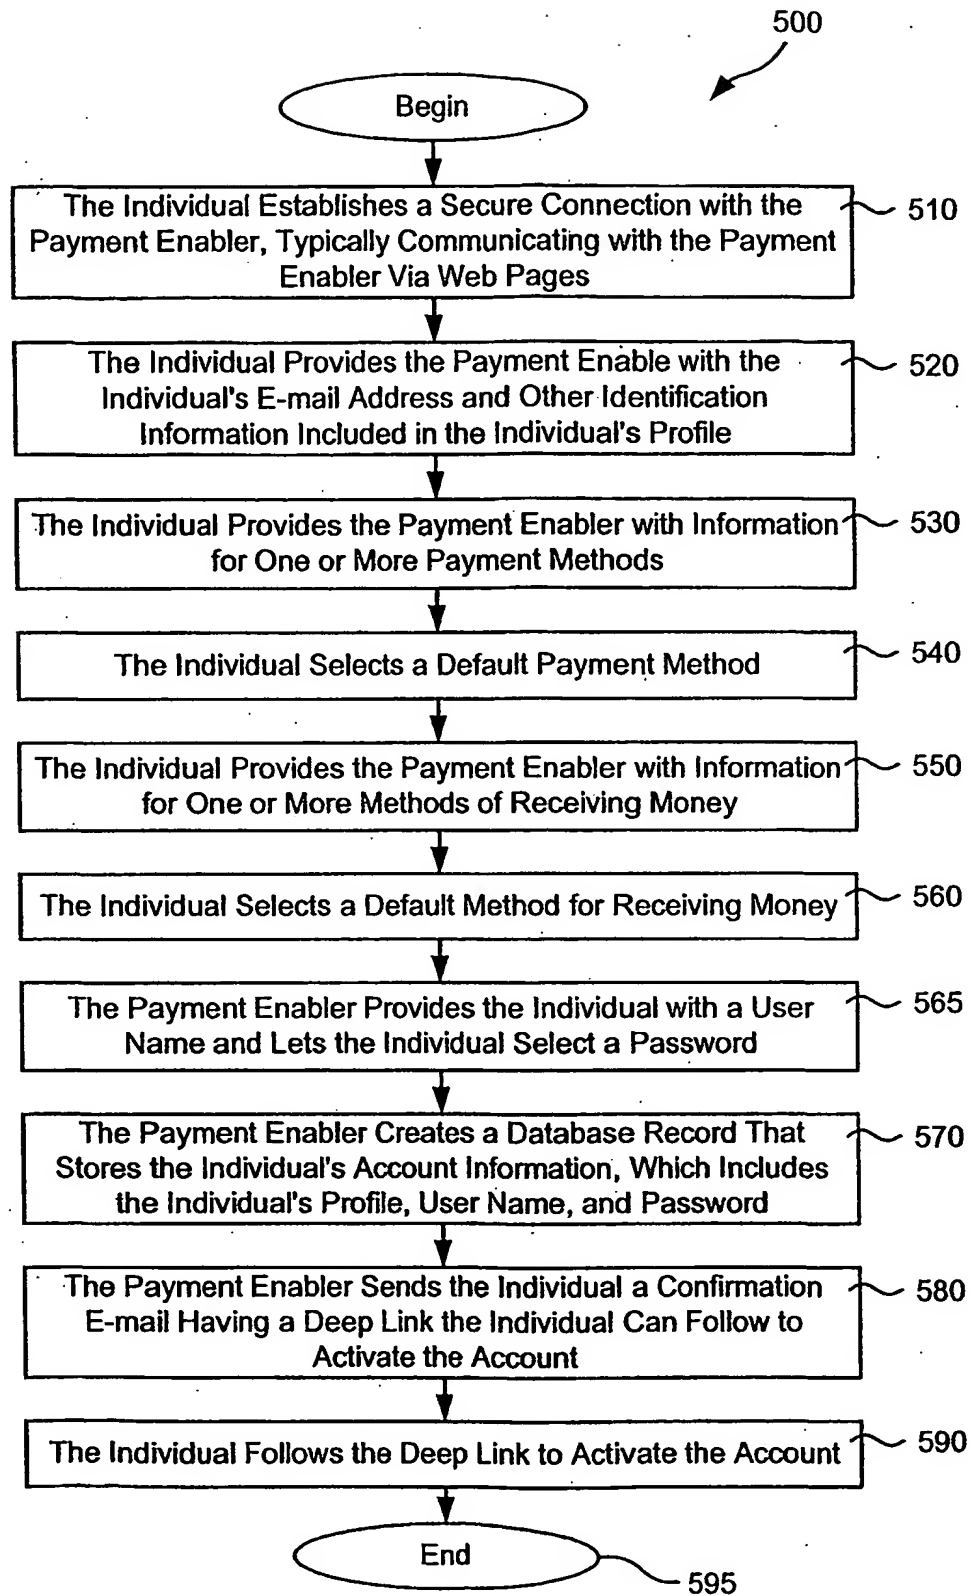 500
Begin
The Individual Establishes a Secure Connection with the
Payment Enabler, Typically Communicating with the Payment
Enabler Via Web Pages
510
The Individual Provides the Payment Enable with the
Individual's E-mail Address and Other Identification
Information Included in the Individual's Profile
520
The Individual Provides the Payment Enabler with Information
for One or More Payment Methods
530
The Individual Selects a Default Payment Method
540
The Individual Provides the Payment Enabler with Information
for One or More Methods of Receiving Money
550
The Individual Selects a Default Method for Receiving Money
560
The Payment Enabler Provides the Individual with a User
Name and Lets the Individual Select a Password
565
The Payment Enabler Creates a Database Record That
Stores the Individual's Account Information, Which Includes
the Individual's Profile, User Name, and Password
570
The Payment Enabler Sends the Individual a Confirmation
E-mail Having a Deep Link the Individual Can Follow to
Activate the Account
580
The Individual Follows the Deep Link to Activate the Account
590
End
595